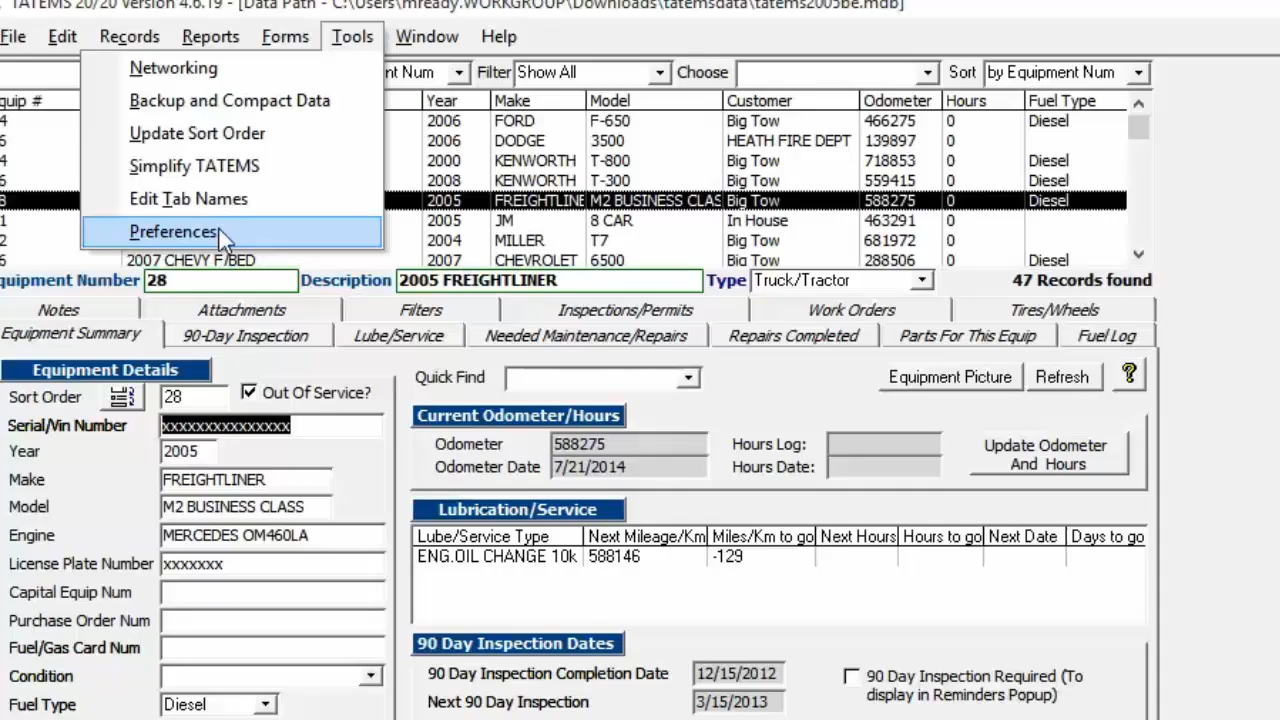 TATEMS 20/20 Version 4.6.19 - [Data Path - C:\Users\mready.WORKGROUP\Downloads\tatemsdata\tatems2005be.mdb]
File Edit Records Reports Forms Tools Window Help
Networking
Backup and Compact Data
Update Sort Order
Simplify TATEMS
Edit Tab Names
Preferences
nt Num Filter Show All Choose Sort by Equipment Num
quip # Year Make Model Customer Odometer Hours Fuel Type
4 2006 FORD F-650 Big Tow 466275 0 Diesel
6 2006 DODGE 3500 HEATH FIRE DEPT 139897 0
4 2000 KENWORTH T-800 Big Tow 718853 0 Diesel
6 2008 KENWORTH T-300 Big Tow 559415 0 Diesel
8 2005 FREIGHTLINE M2 BUSINESS CLAS Big Tow 588275 0 Diesel
1 2005 JM 8 CAR In House 463291 0 Diesel
2 2004 MILLER T7 Big Tow 681972 0 Diesel
2007 CHEVY F/BED 2007 CHEVROLET 6500 Big Tow 288506 0 Diesel
quipment Number 28 Description 2005 FREIGHTLINER Type Truck/Tractor 47 Records found
Notes Attachments Filters Inspections/Permits Work Orders Tires/Wheels
Equipment Summary 90-Day Inspection Lube/Service Needed Maintenance/Repairs Repairs Completed Parts For This Equip Fuel Log
Equipment Details
Sort Order 28 Out Of Service?
Serial/Vin Number xxxxxxxxxxxxxxx
Year 2005
Make FREIGHTLINER
Model M2 BUSINESS CLASS
Engine MERCEDES OM460LA
License Plate Number xxxxxxx
Capital Equip Num
Purchase Order Num
Fuel/Gas Card Num
Condition
Fuel Type Diesel
Quick Find Equipment Picture Refresh ?
Current Odometer/Hours
Odometer 588275 Hours Log:
Odometer Date 7/21/2014 Hours Date:
Update Odometer
And Hours
Lubrication/Service
Lube/Service Type Next Mileage/Km Miles/Km to go Next Hours Hours to go Next Date Days to go
ENG.OIL CHANGE 10k 588146 -129
90 Day Inspection Dates
90 Day Inspection Completion Date 12/15/2012
Next 90 Day Inspection 3/15/2013
90 Day Inspection Required (To
display in Reminders Popup)